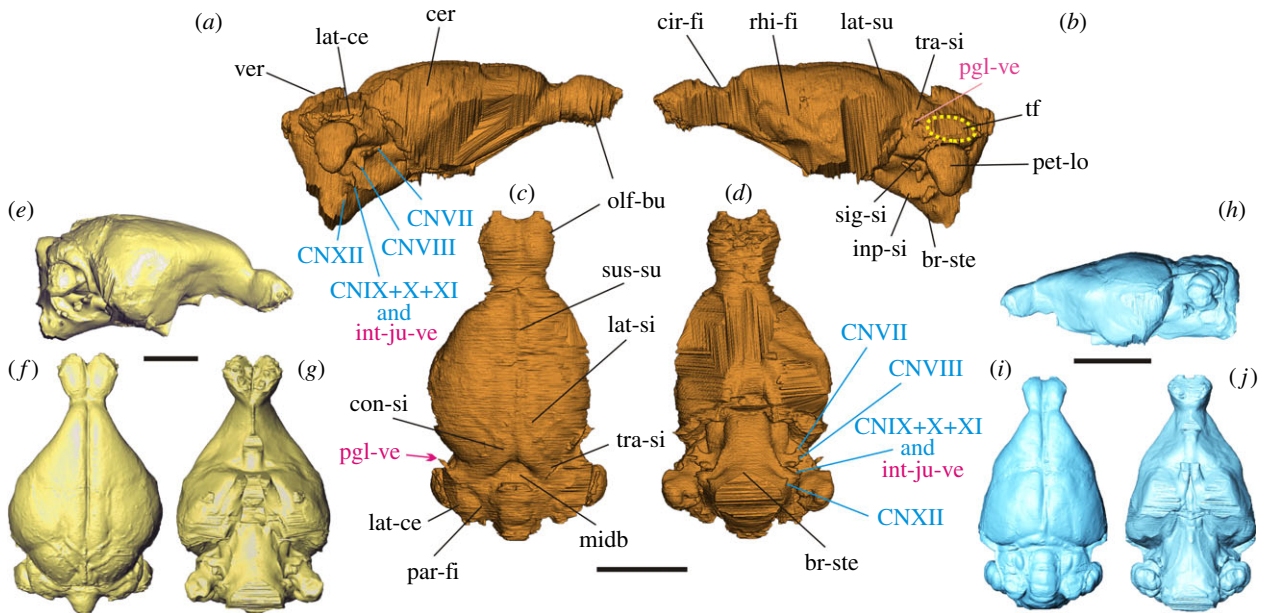 (a)
lat-ce
cer
ver
CNVII
CNVIII
CNXII
CNIX+X+XI
and
int-ju-ve
cir-fi
rhi-fi
lat-su
(b)
tra-si
pgl-ve
tf
pet-lo
sig-si
inp-si
br-ste
olf-bu
(c)
sus-su
lat-si
con-si
pgl-ve
tra-si
lat-ce
par-fi
midb
(d)
CNVII
CNVIII
CNIX+X+XI
and
int-ju-ve
CNXII
br-ste
(e)
(f)
(g)
(h)
(i)
(j)